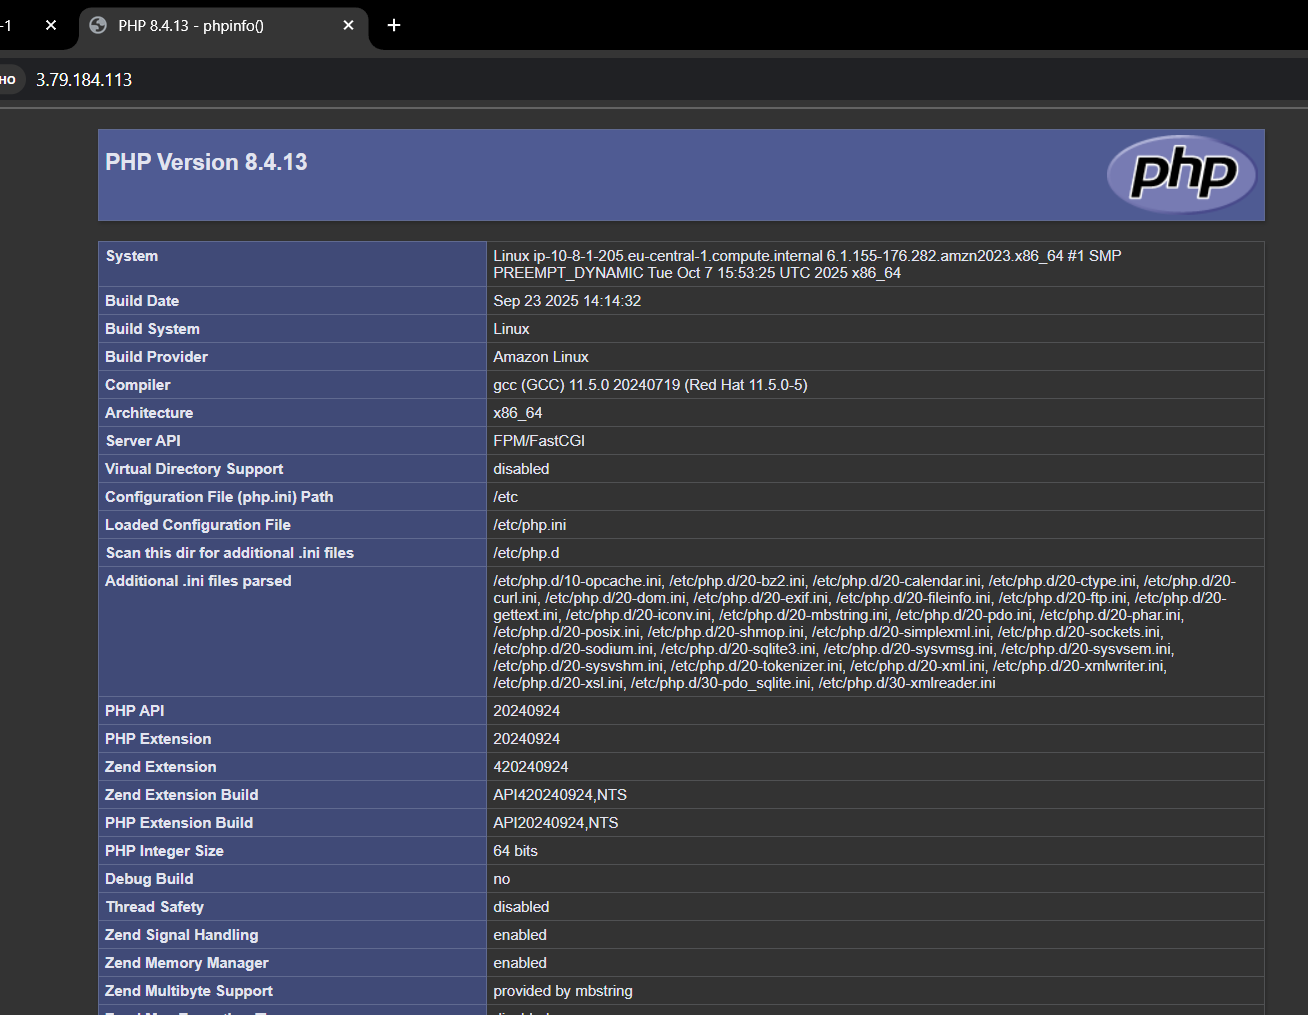 -1
PHP 8.4.13 - phpinfo()
но 3.79.184.113
PHP Version 8.4.13
php
System Linux ip-10-8-1-205.eu-central-1.compute.internal 6.1.155-176.282.amzn2023.x86_64 #1 SMP
PREEMPT_DYNAMIC Tue Oct 7 15:53:25 UTC 2025 x86_64
Build Date Sep 23 2025 14:14:32
Build System Linux
Build Provider Amazon Linux
Compiler gcc (GCC) 11.5.0 20240719 (Red Hat 11.5.0-5)
Architecture x86_64
Server API FPM/FastCGI
Virtual Directory Support disabled
Configuration File (php.ini) Path /etc
Loaded Configuration File /etc/php.ini
Scan this dir for additional .ini files /etc/php.d
Additional .ini files parsed /etc/php.d/10-opcache.ini, /etc/php.d/20-bz2.ini, /etc/php.d/20-calendar.ini, /etc/php.d/20-ctype.ini, /etc/php.d/20-
curl.ini, /etc/php.d/20-dom.ini, /etc/php.d/20-exif.ini, /etc/php.d/20-fileinfo.ini, /etc/php.d/20-ftp.ini, /etc/php.d/20-
gettext.ini, /etc/php.d/20-iconv.ini, /etc/php.d/20-mbstring.ini, /etc/php.d/20-pdo.ini, /etc/php.d/20-phar.ini,
/etc/php.d/20-posix.ini, /etc/php.d/20-shmop.ini, /etc/php.d/20-simplexml.ini, /etc/php.d/20-sockets.ini,
/etc/php.d/20-sodium.ini, /etc/php.d/20-sqlite3.ini, /etc/php.d/20-sysvmsg.ini, /etc/php.d/20-sysvsem.ini,
/etc/php.d/20-sysvshm.ini, /etc/php.d/20-tokenizer.ini, /etc/php.d/20-xml.ini, /etc/php.d/20-xmlwriter.ini,
/etc/php.d/20-xsl.ini, /etc/php.d/30-pdo_sqlite.ini, /etc/php.d/30-xmlreader.ini
PHP API 20240924
PHP Extension 20240924
Zend Extension 420240924
Zend Extension Build API420240924,NTS
PHP Extension Build API20240924,NTS
PHP Integer Size 64 bits
Debug Build no
Thread Safety disabled
Zend Signal Handling enabled
Zend Memory Manager enabled
Zend Multibyte Support provided by mbstring